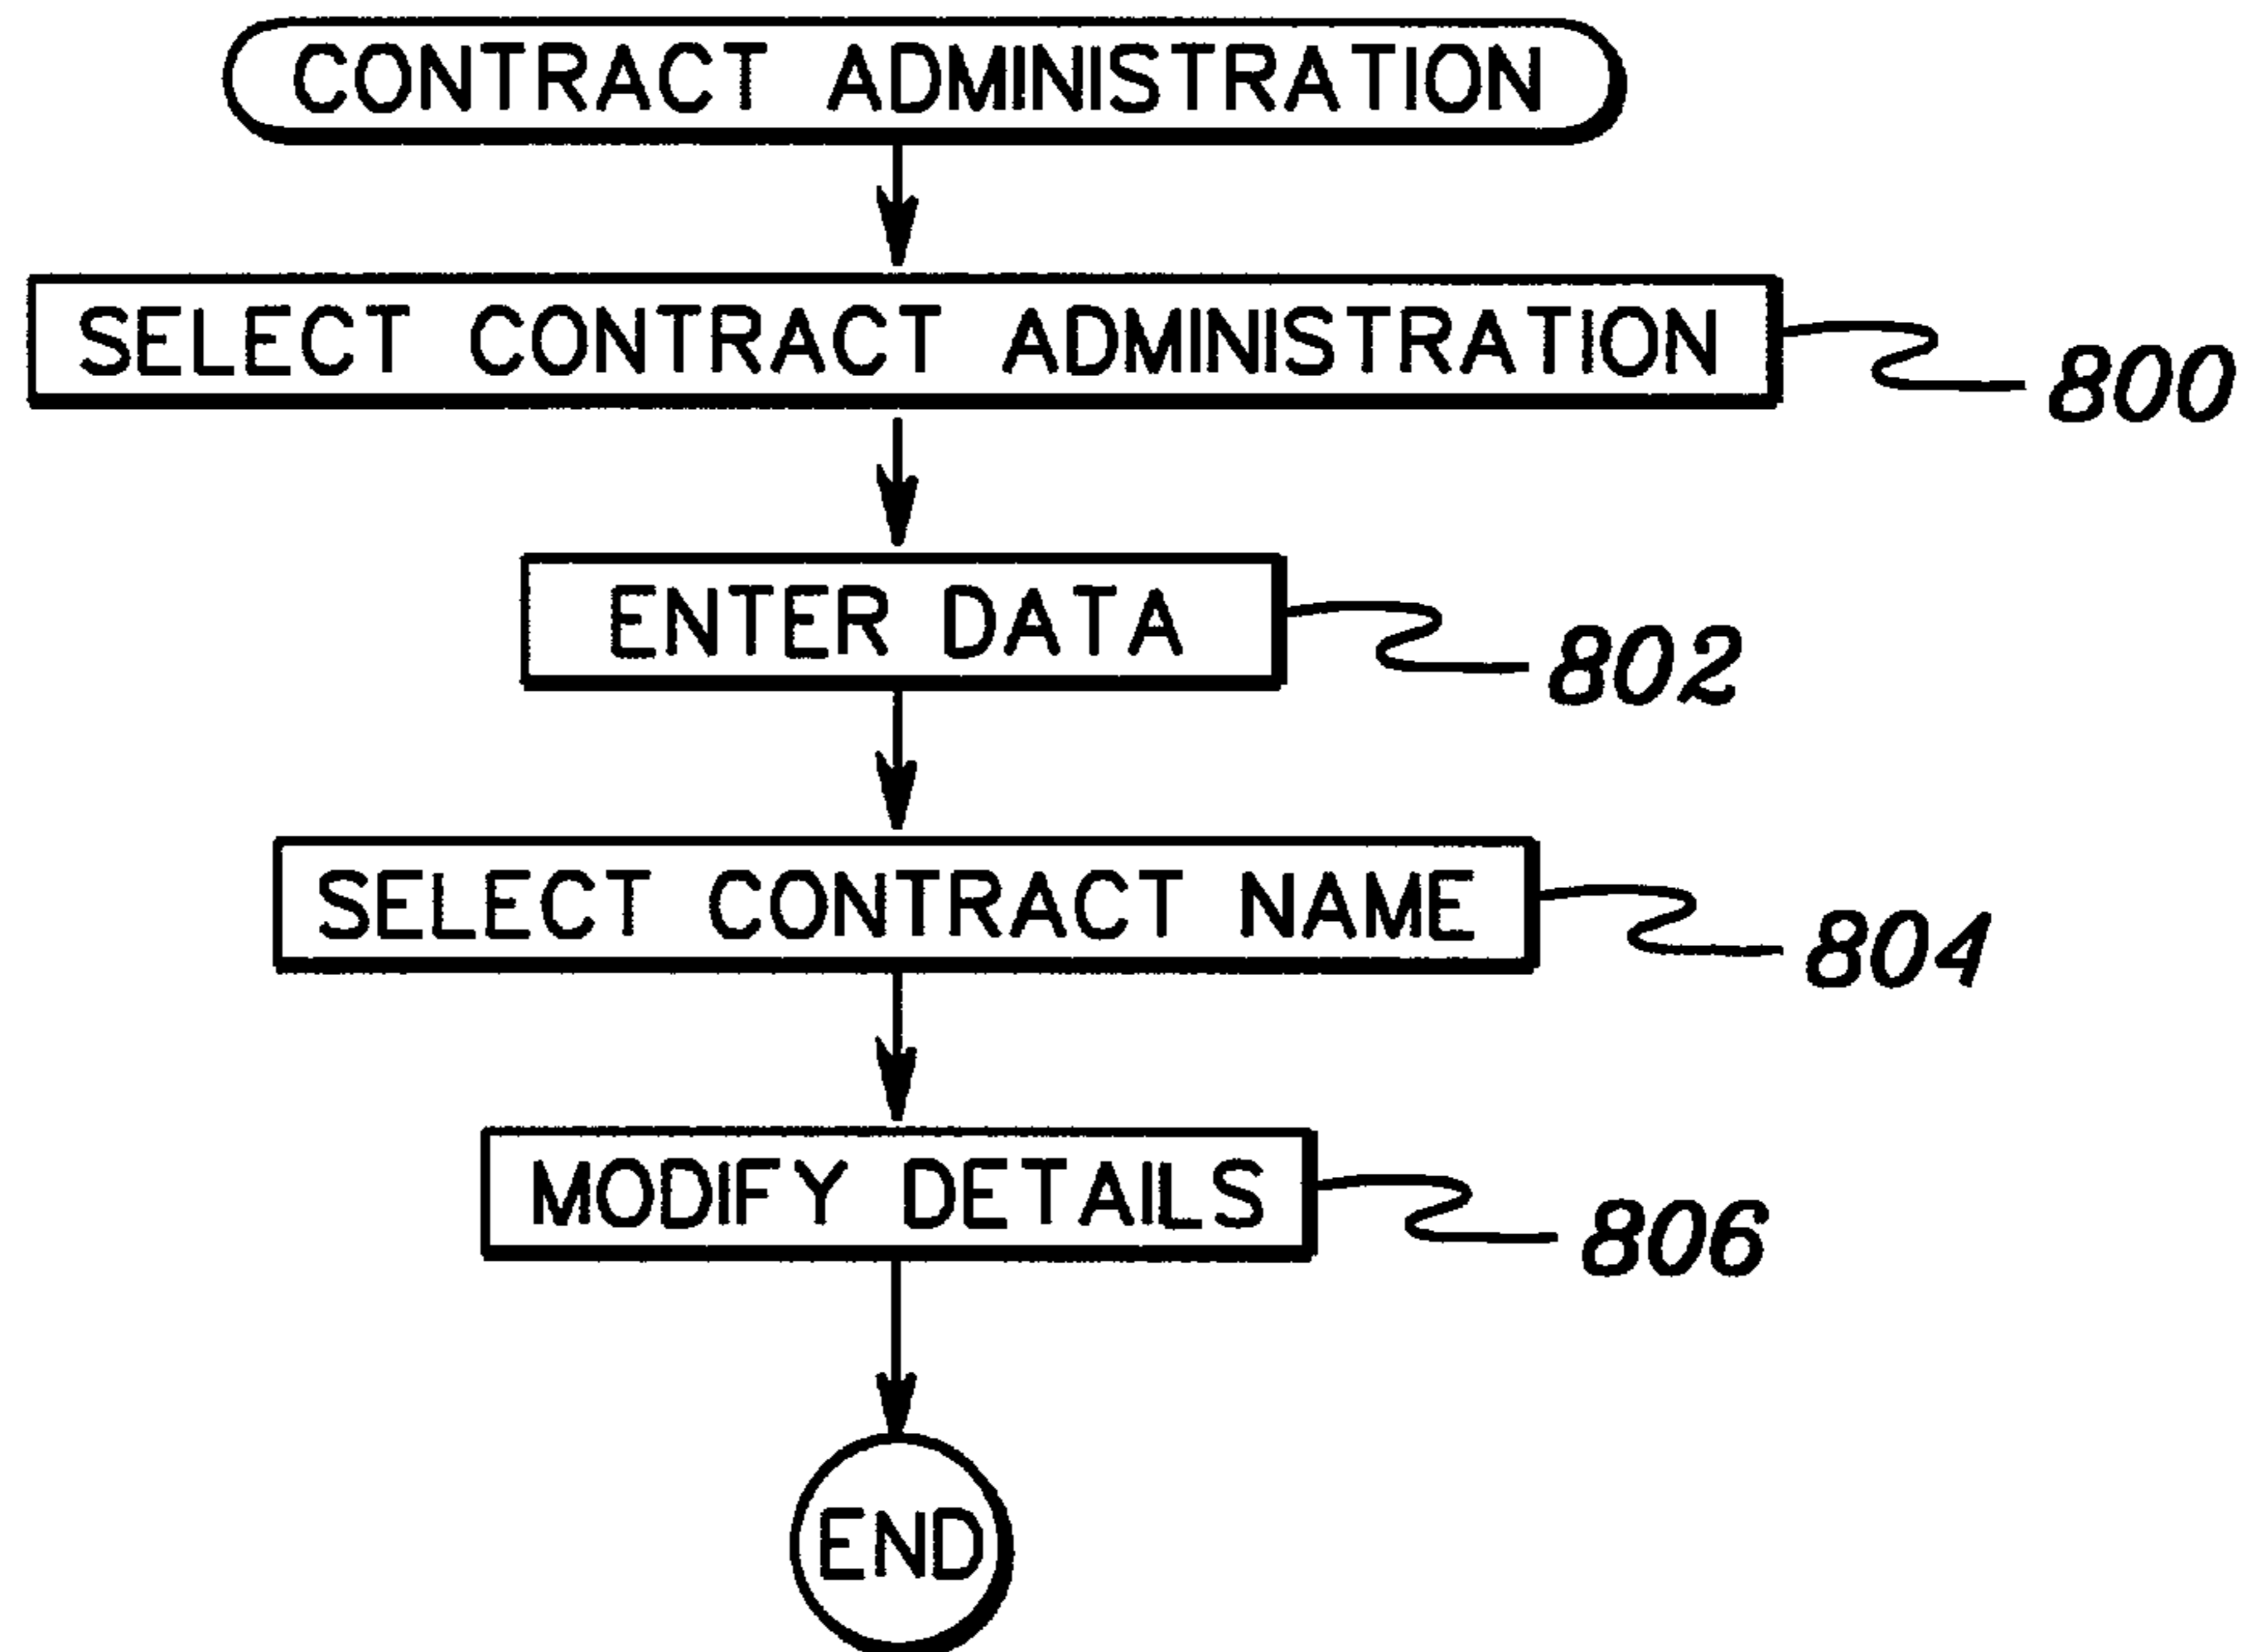 CONTRACT ADMINISTRATION
SELECT CONTRACT ADMINISTRATION
800
ENTER DATA
802
SELECT CONTRACT NAME
804
MODIFY DETAILS
806
END